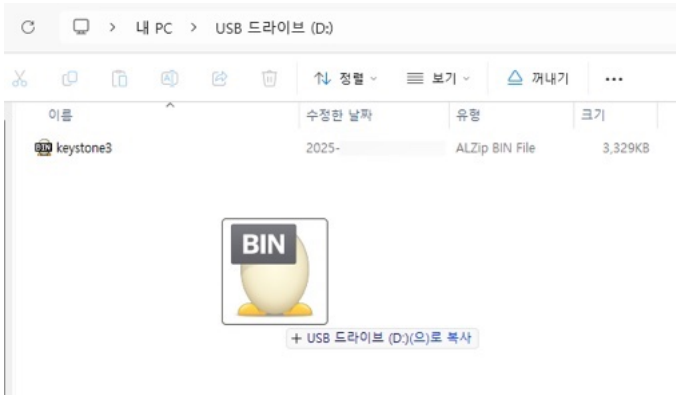 내 PC > USB 드라이브 (D:)
정렬 보기 꺼내기 ...
이름 수정한 날짜 유형 크기
BIN keystone3 2025- ALZip BIN File 3,329KB
BIN
+ USB 드라이브 (D:)(으)로 복사